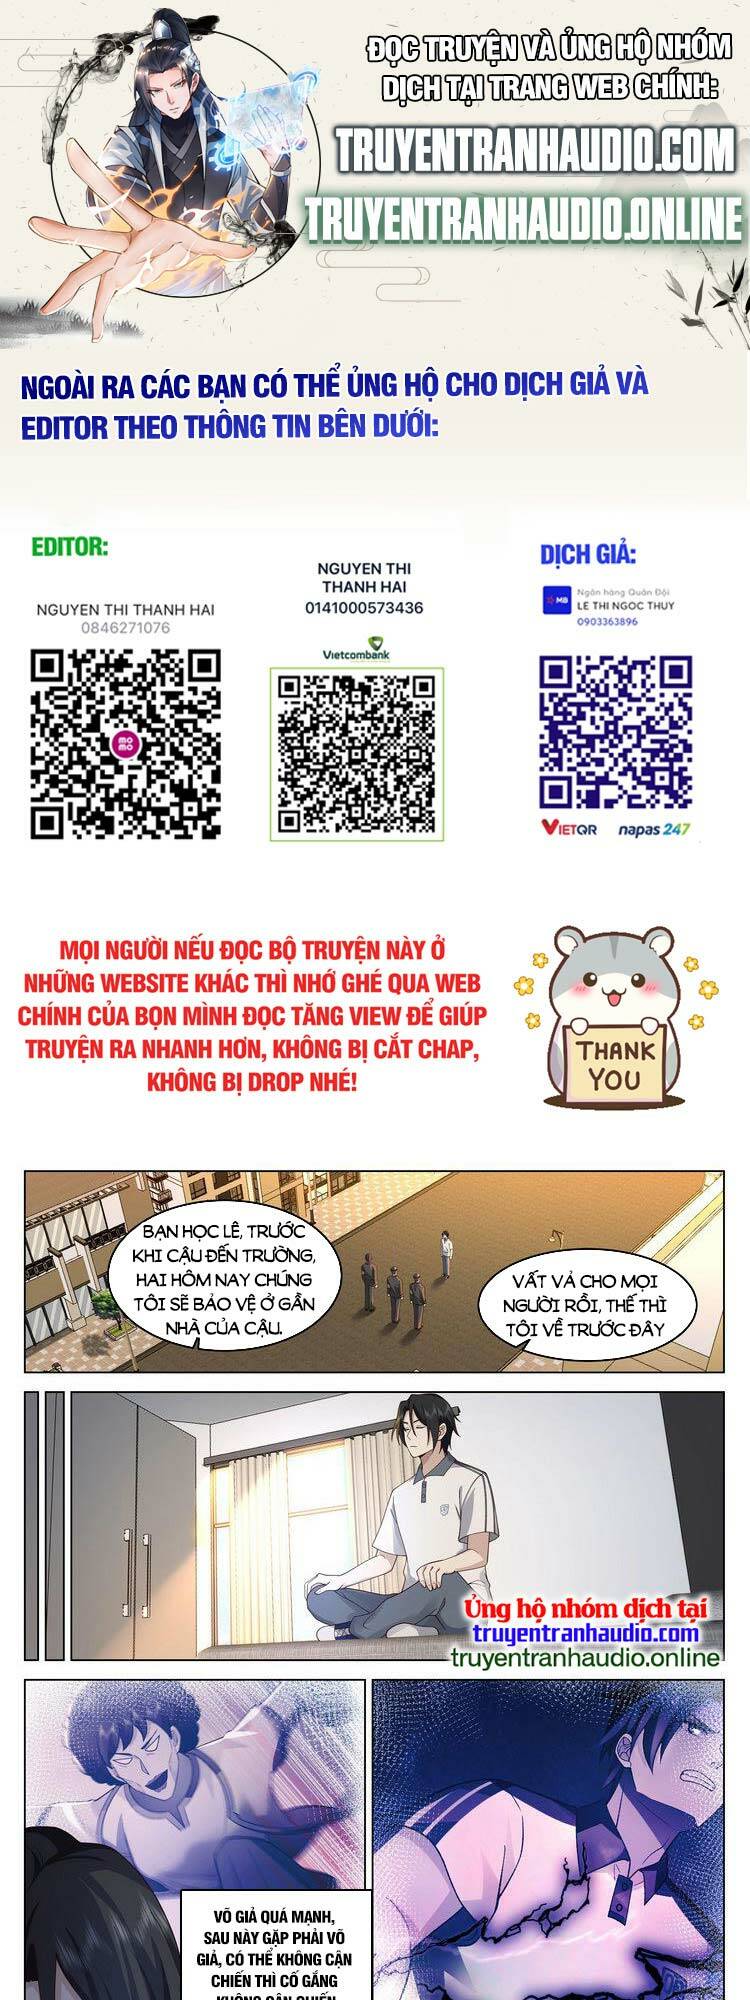 ĐỌC TRUYỆN VÀ ỦNG HỘ NHÓM
DỊCH TẠI TRANG WEB CHÍNH:
TRUYENTRANHAUDIO.COM
TRUYENTRANHAUDIO.ONLINE
NGOÀI RA CÁC BẠN CÓ THỂ ỦNG HỘ CHO DỊCH GIẢ VÀ
EDITOR THEO THÔNG TIN BÊN DƯỚI:
EDITOR:
NGUYEN THI THANH HAI
0846271076
mo
mo
NGUYEN THI
THANH HAI
0141000573436
Vietcombank
DỊCH GIẢ:
MB
Ngân hàng Quân Đội
LE THI NGOC THUY
0903363896
VIETQR
napas 247
MỌI NGƯỜI NẾU ĐỌC BỘ TRUYỆN NÀY Ở
NHỮNG WEBSITE KHÁC THÌ NHỚ GHÉ QUA WEB
CHÍNH CỦA BỌN MÌNH ĐỌC TĂNG VIEW ĐỂ GIÚP
TRUYỆN RA NHANH HƠN, KHÔNG BỊ CẮT CHAP,
KHÔNG BỊ DROP NHÉ!
THANK
YOU
BẠN HỌC LÊ, TRƯỚC
KHI CẬU ĐẾN TRƯỜNG,
HAI HÔM NAY CHÚNG
TÔI SẼ BẢO VỆ Ở GẦN
NHÀ CỦA CẬU.
VẤT VẢ CHO MỌI
NGƯỜI RỒI, THẾ THÌ
TÔI VỀ TRƯỚC ĐÂY
Ủng hộ nhóm dịch tại
truyentranhaudio.com
truyentranhaudio.online
VÕ GIẢ QUÁ MẠNH,
SAU NÀY GẶP PHẢI VÕ
GIẢ, CÓ THỂ KHÔNG CẬN
CHIẾN THÌ CỐ GẮNG
KHÔNG CẬN CHIẾN